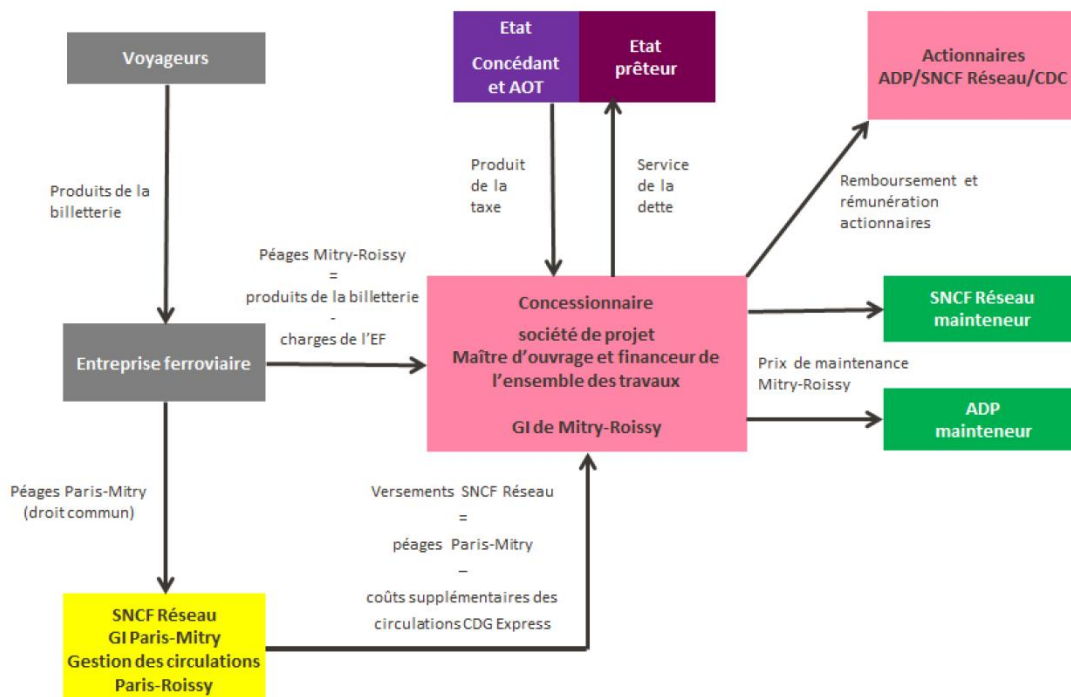 Voyageurs
Etat
Concédant
et AOT
Etat
prêteur
Actionnaires
ADP/SNCF Réseau/CDC
Produits de la
billetterie
Produit
de la
taxe
Service
de la
dette
Remboursement et
rémunération
actionnaires
Péages Mitry-Roissy
=
produits de la billetterie
-
charges de l'EF
Entreprise ferroviaire
Concessionnaire
société de projet
Maître d'ouvrage et financeur de
l'ensemble des travaux
GI de Mitry-Roissy
SNCF Réseau
mainteneur
Prix de maintenance
Mitry-Roissy
ADP
mainteneur
Péages Paris-Mitry
(droit commun)
Versements SNCF Réseau
=
péages Paris-Mitry
–
coûts supplémentaires des
circulations CDG Express
SNCF Réseau
GI Paris-Mitry
Gestion des circulations
Paris-Roissy